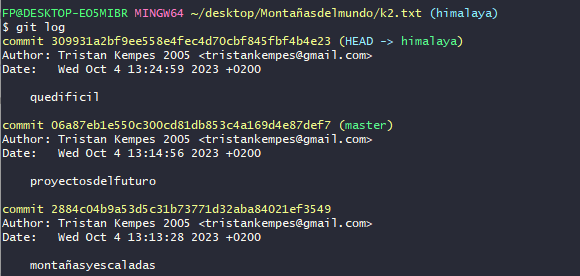 FP@DESKTOP-EO5MIBR MINGW64 ~/desktop/Montañasdelmundo/k2.txt (himalaya)
$ git log
commit 309931a2bf9ee558e4fec4d70cbf845fbf4b4e23 (HEAD -> himalaya)
Author: Tristan Kempes 2005 <tristankempes@gmail.com>
Date:   Wed Oct 4 13:24:59 2023 +0200
quedificil
commit 06a87eb1e550c300cd81db853c4a169d4e87def7 (master)
Author: Tristan Kempes 2005 <tristankempes@gmail.com>
Date:   Wed Oct 4 13:14:56 2023 +0200
proyectosdelfuturo
commit 2884c04b9a53d5c31b73771d32aba84021ef3549
Author: Tristan Kempes 2005 <tristankempes@gmail.com>
Date:   Wed Oct 4 13:13:28 2023 +0200
montañasyescaladas